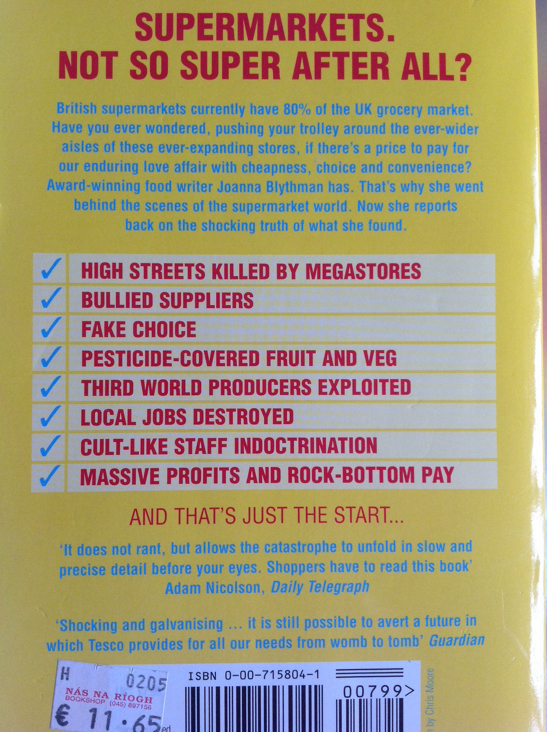 SUPERMARKETS.
NOT SO SUPER AFTER ALL?
British supermarkets currently have 80% of the UK grocery market.
Have you ever wondered, pushing your trolley around the ever-wider
aisles of these ever-expanding stores, if there's a price to pay for
our enduring love affair with cheapness, choice and convenience?
Award-winning food writer Joanna Blythman has. That's why she went
behind the scenes of the supermarket world. Now she reports
back on the shocking truth of what she found.
✓ HIGH STREETS KILLED BY MEGASTORES
✓ BULLIED SUPPLIERS
✓ FAKE CHOICE
✓ PESTICIDE-COVERED FRUIT AND VEG
✓ THIRD WORLD PRODUCERS EXPLOITED
✓ LOCAL JOBS DESTROYED
✓ CULT-LIKE STAFF INDOCTRINATION
✓ MASSIVE PROFITS AND ROCK-BOTTOM PAY
AND THAT'S JUST THE START...
'It does not rant, but allows the catastrophe to unfold in slow and
precise detail before your eyes. Shoppers have to read this book'
Adam Nicolson, Daily Telegraph
'Shocking and galvanising ... it is still possible to avert a future in
which Tesco provides for all our needs from womb to tomb' Guardian
H 0205
NÁS NA RÍOGH
BOOKSHOP (045) 897156
€ 11.65
ed
ISBN 0-00-715804-1
00799>
by Chris Moore